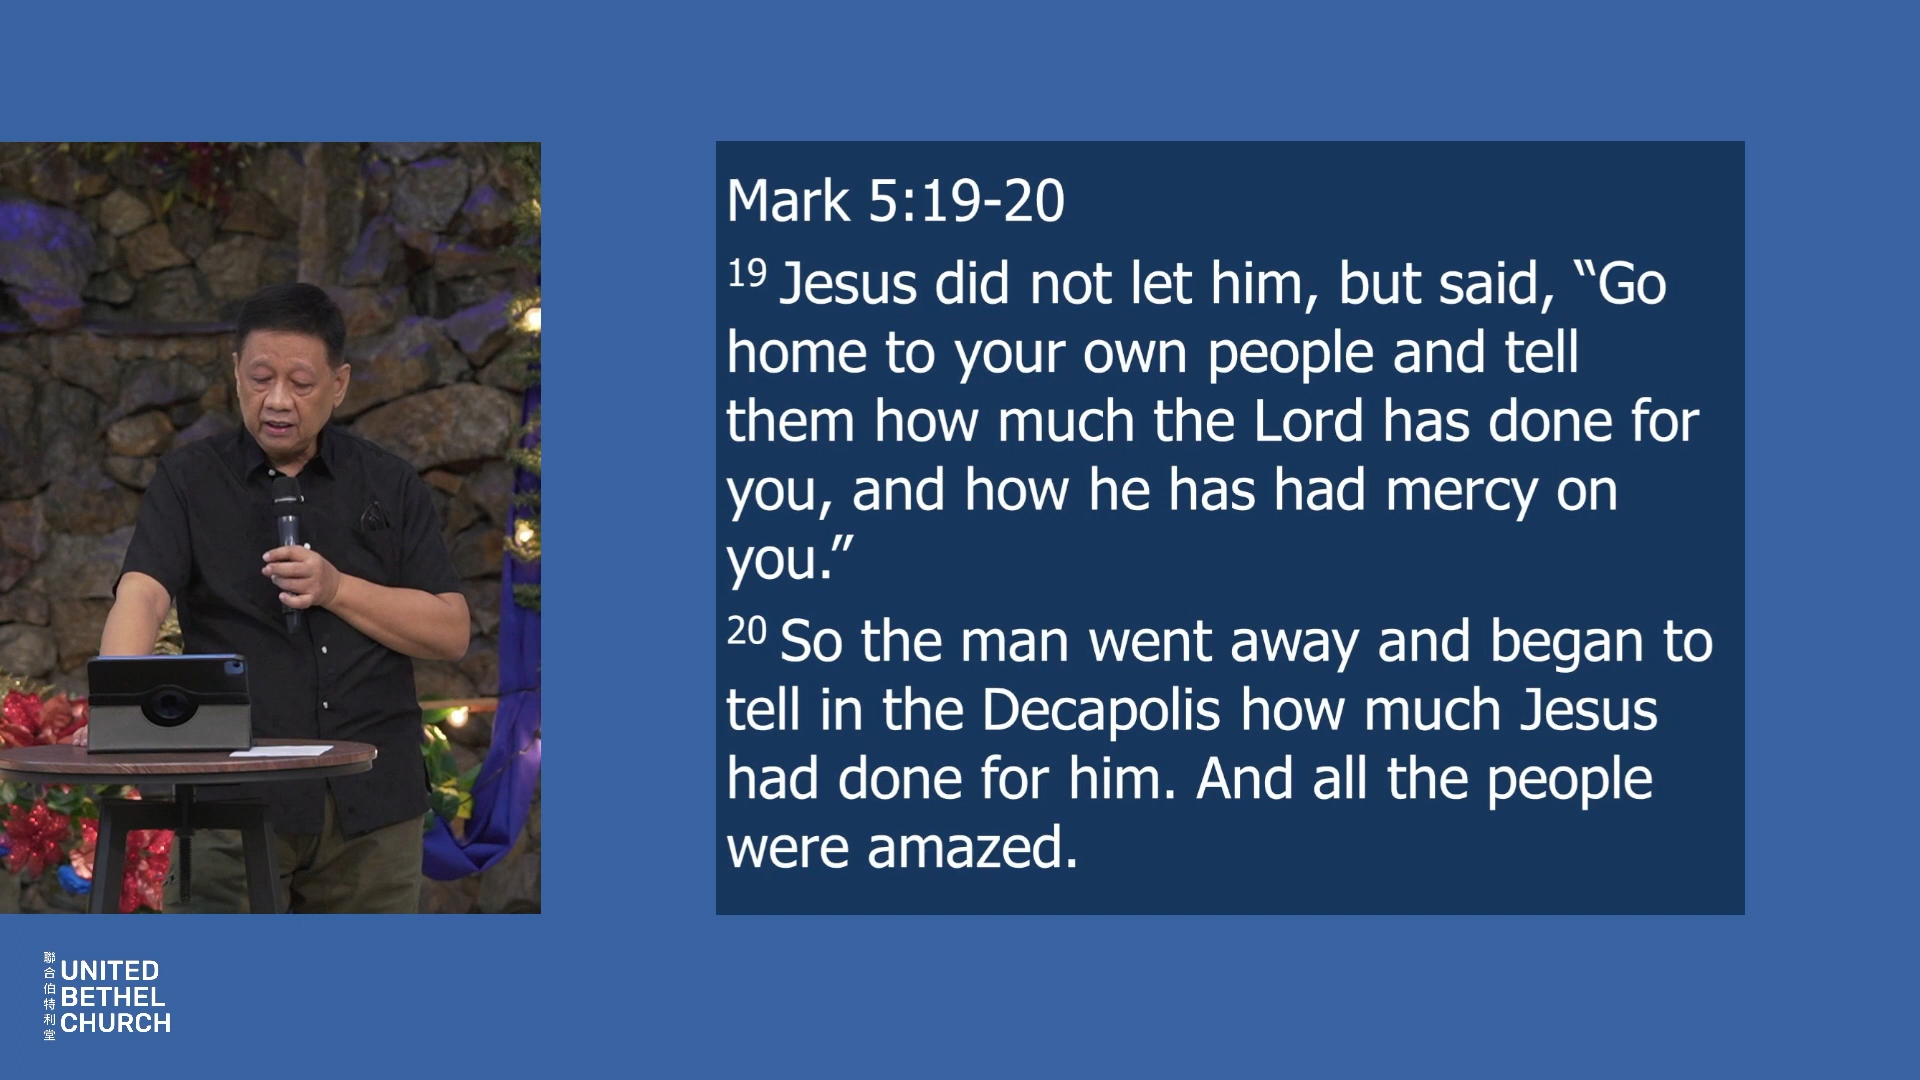 Mark 5:19-20
19 Jesus did not let him, but said, “Go
home to your own people and tell
them how much the Lord has done for
you, and how he has had mercy on
you.”
20 So the man went away and began to
tell in the Decapolis how much Jesus
had done for him. And all the people
were amazed.
聯合伯特利堂
UNITED
BETHEL
CHURCH